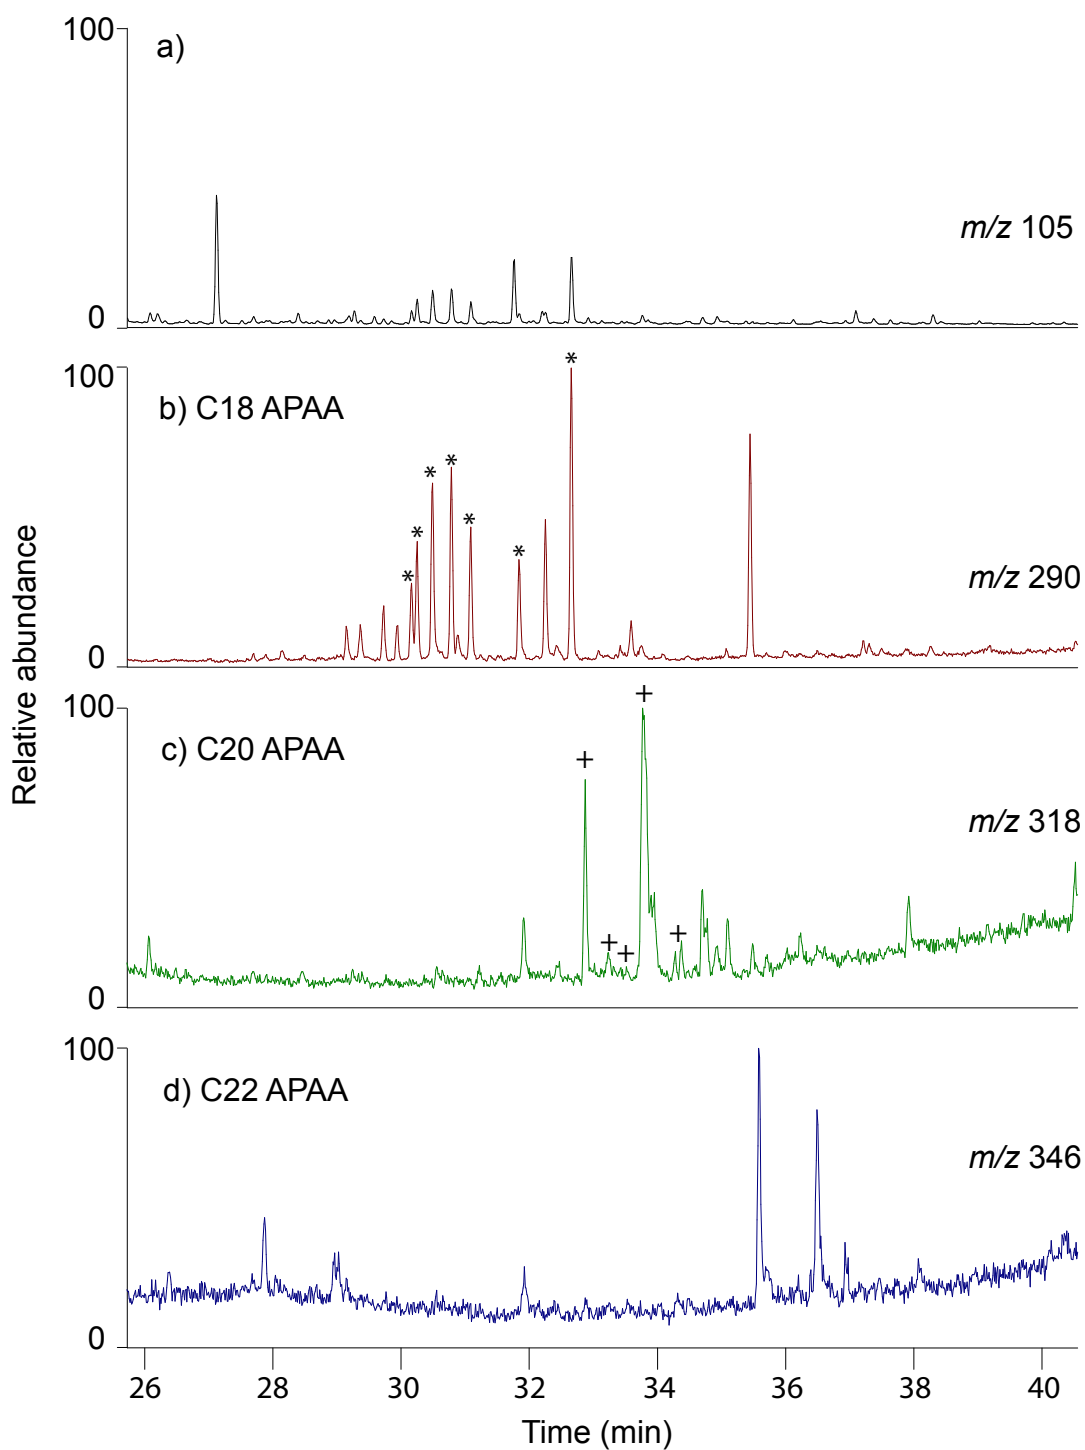 100
a)
m/z 105
0
100
b) C18 APAA
* * * * * * * *
m/z 290
0
Relative abundance
100
c) C20 APAA
+ + + + +
m/z 318
0
100
d) C22 APAA
m/z 346
0
26 28 30 32 34 36 38 40
Time (min)